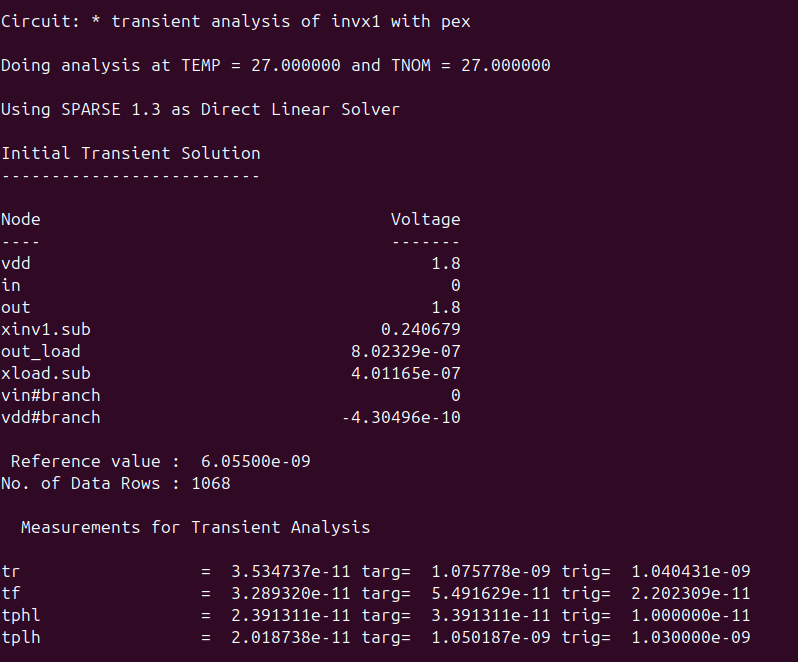 Circuit: * transient analysis of invx1 with pex
Doing analysis at TEMP = 27.000000 and TNOM = 27.000000
Using SPARSE 1.3 as Direct Linear Solver
Initial Transient Solution
--------------------------
Node                                   Voltage
----                                   -------
vdd                                        1.8
in                                           0
out                                        1.8
xinv1.sub                             0.240679
out_load                           8.02329e-07
xload.sub                          4.01165e-07
vin#branch                                   0
vdd#branch                        -4.30496e-10
Reference value :  6.05500e-09
No. of Data Rows : 1068
Measurements for Transient Analysis
tr                  =  3.534737e-11 targ=  1.075778e-09 trig=  1.040431e-09
tf                  =  3.289320e-11 targ=  5.491629e-11 trig=  2.202309e-11
tphl                =  2.391311e-11 targ=  3.391311e-11 trig=  1.000000e-11
tplh                =  2.018738e-11 targ=  1.050187e-09 trig=  1.030000e-09